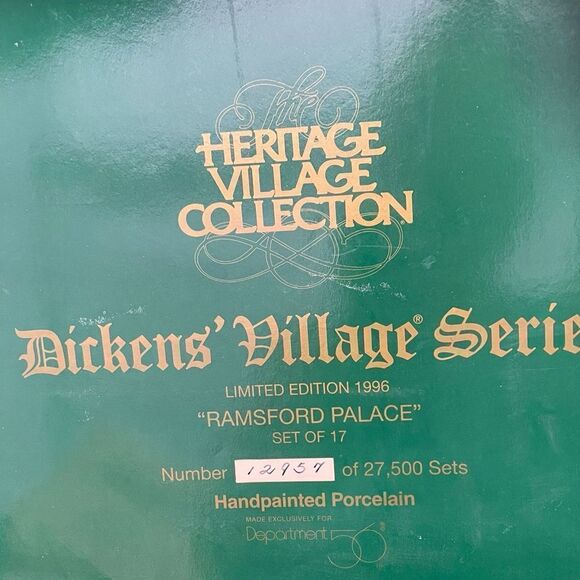 The
HERITAGE
VILLAGE
COLLECTION®
Dickens' Village® Serie
LIMITED EDITION 1996
"RAMSFORD PALACE"
SET OF 17
Number 12957 of 27,500 Sets
Handpainted Porcelain
MADE EXCLUSIVELY FOR
Department 56®